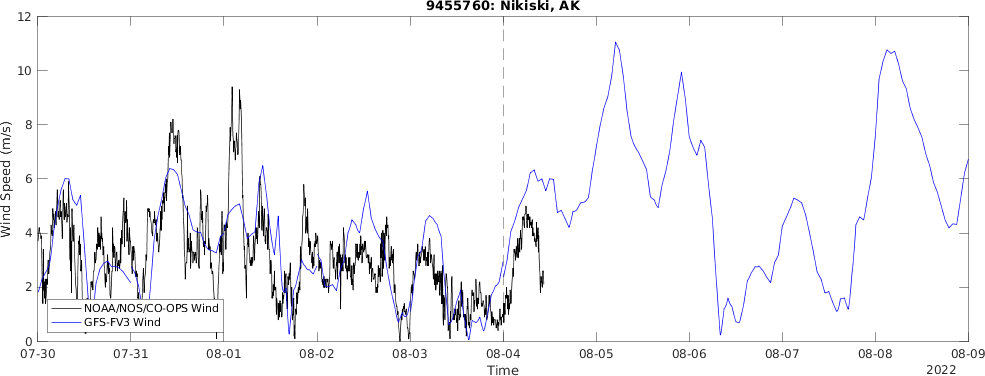 9455760: Nikiski, AK
Wind Speed (m/s)
12
10
8
6
4
2
0
NOAA/NOS/CO-OPS Wind
GFS-FV3 Wind
07-30 07-31 08-01 08-02 08-03 08-04 08-05 08-06 08-07 08-08 08-09
Time
2022